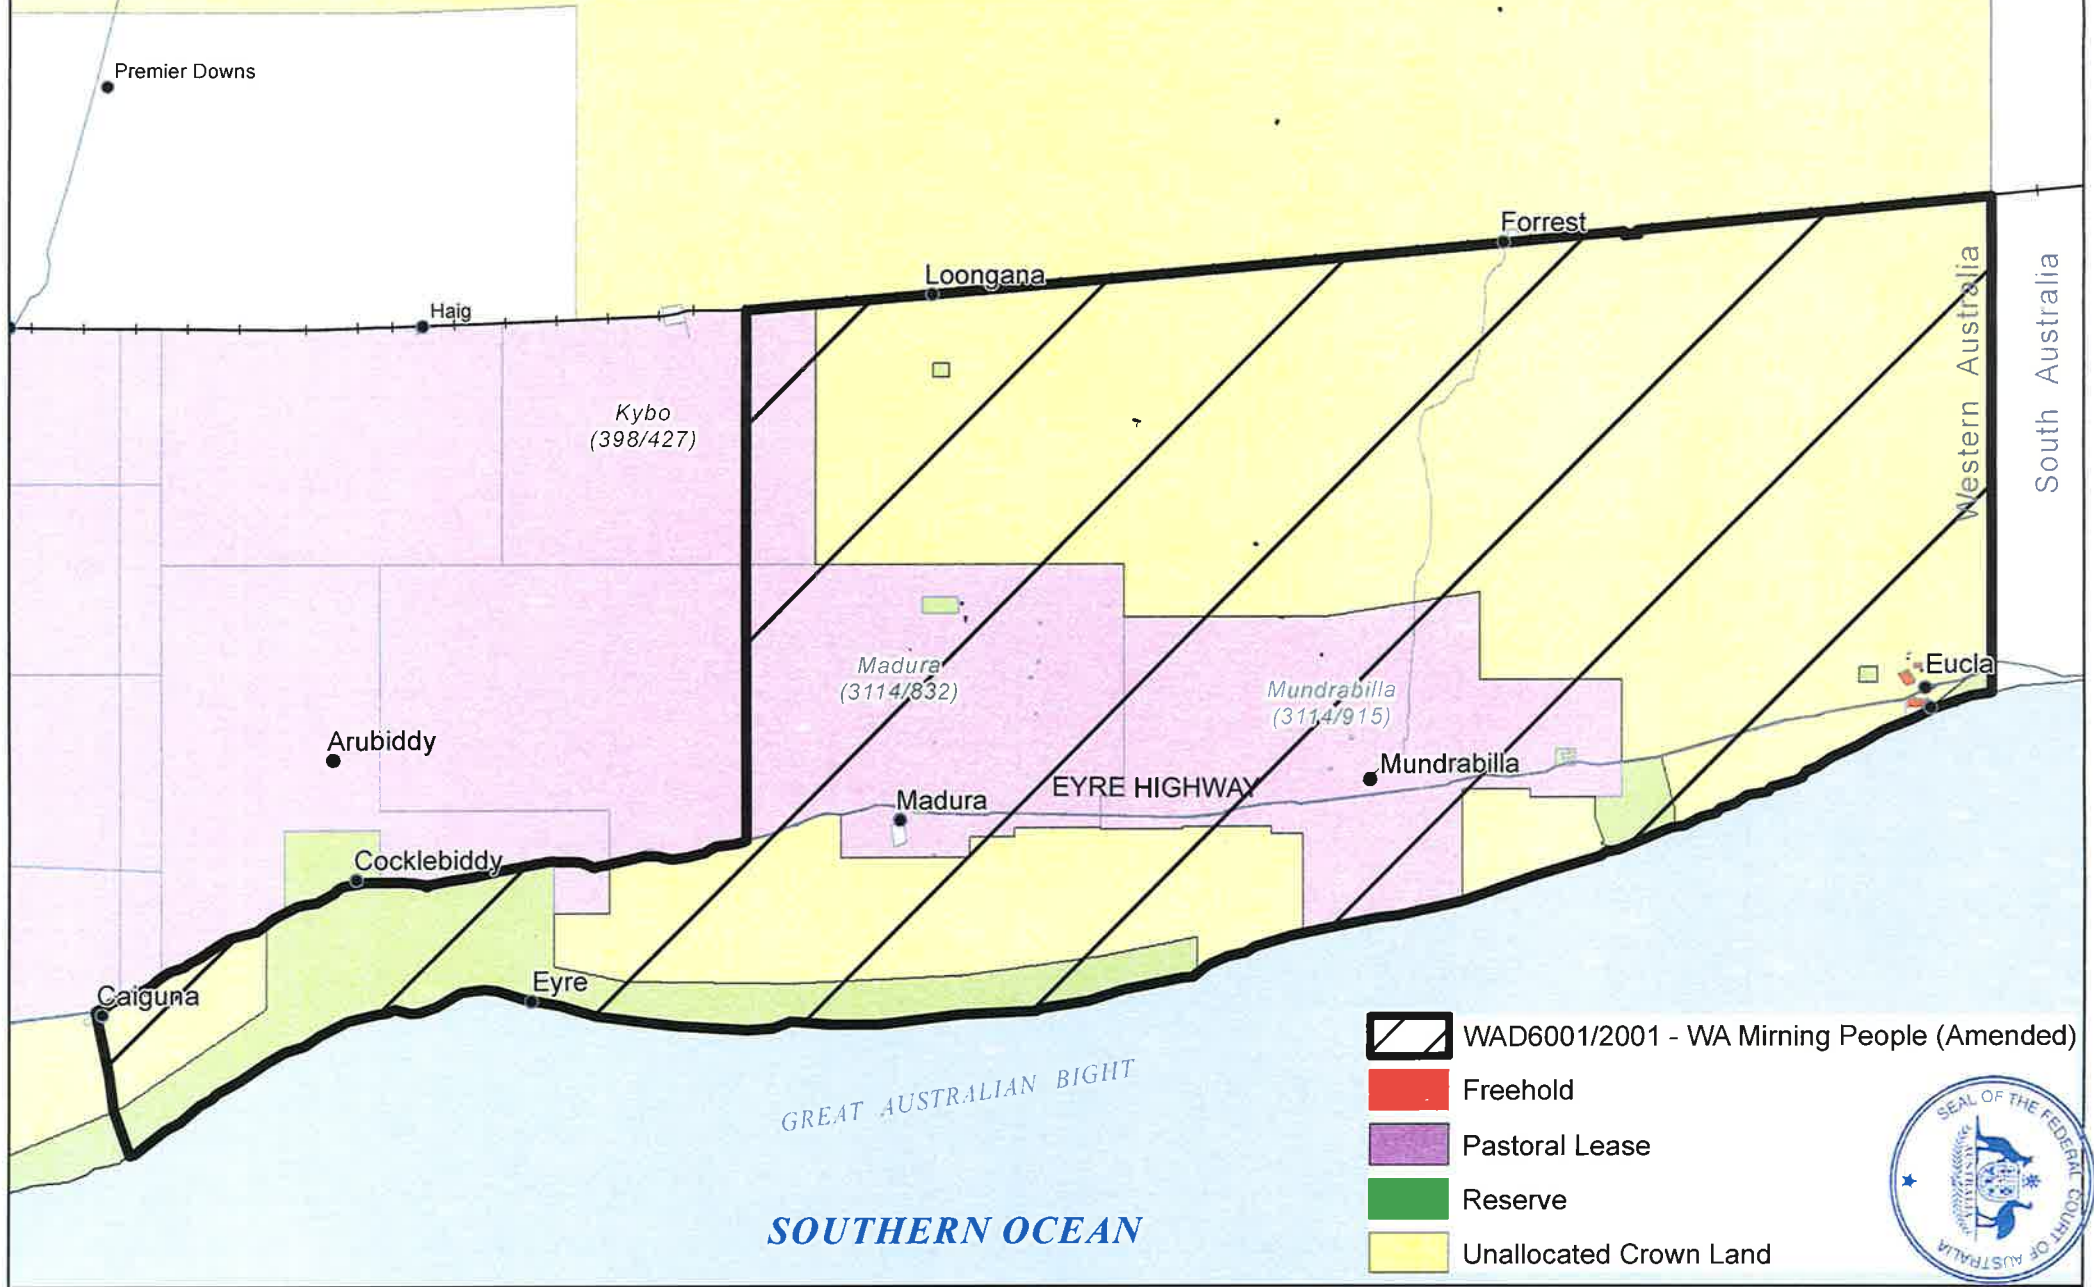 Premier Downs
Forrest
Loongana
Haig
Western Australia
South Australia
Kybo
(398/427)
Madura
(3114/832)
Mundrabilla
(3114/915)
Eucla
Arubiddy
Mundrabilla
EYRE HIGHWAY
Madura
Cocklebiddy
Eyre
Caiguna
GREAT AUSTRALIAN BIGHT
SOUTHERN OCEAN
WAD6001/2001 - WA Mirning People (Amended)
Freehold
Pastoral Lease
Reserve
Unallocated Crown Land
SEAL OF THE FEDERAL COURT OF AUSTRALIA
AUSTRALIA